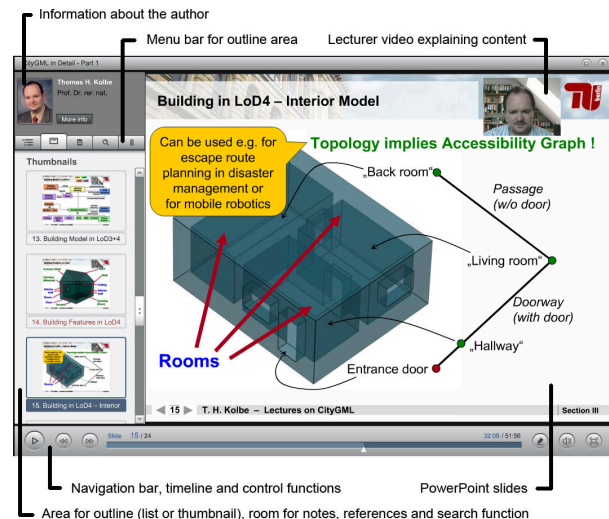 Information about the author
Menu bar for outline area
Lecturer video explaining content
CityGML in Detail - Part 1
Thomas H. Kolbe
Prof. Dr. rer. nat.
More info
Thumbnails
13. Building Model in LoD3+4
14. Building Features in LoD4
15. Building in LoD4 – Interior
Building in LoD4 – Interior Model
berlin
Can be used e.g. for
escape route
planning in disaster
management or
for mobile robotics
Topology implies Accessibility Graph !
„Back room“
Passage
(w/o door)
„Living room“
Doorway
(with door)
„Hallway“
Entrance door
Rooms
15 T. H. Kolbe – Lectures on CityGML
Section III
Slide 15 / 24
32:09 / 51:56
Navigation bar, timeline and control functions
PowerPoint slides
Area for outline (list or thumbnail), room for notes, references and search function